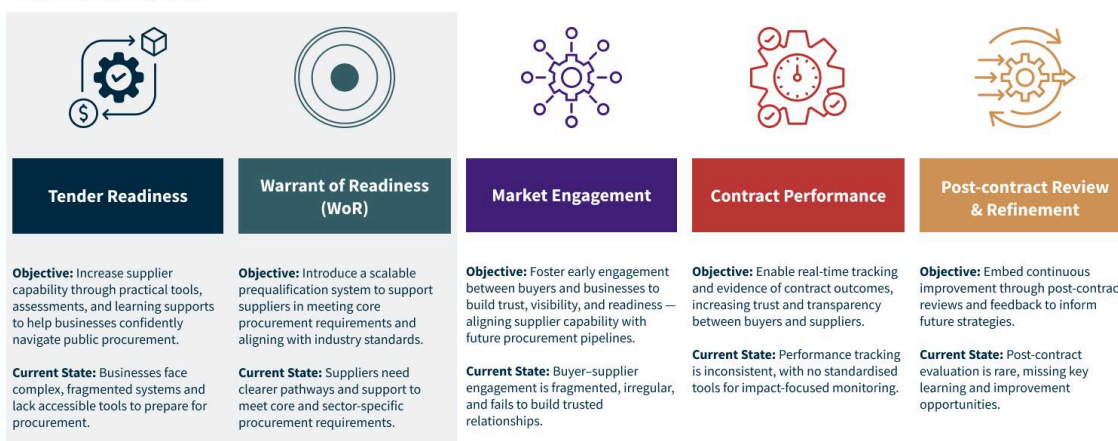 Tender Readiness
Warrant of Readiness
(WoR)
Market Engagement
Contract Performance
Post-contract Review
& Refinement
Objective: Increase supplier
capability through practical tools,
assessments, and learning supports
to help businesses confidently
navigate public procurement.
Current State: Businesses face
complex, fragmented systems and
lack accessible tools to prepare for
procurement.
Objective: Introduce a scalable
prequalification system to support
suppliers in meeting core
procurement requirements and
aligning with industry standards.
Current State: Suppliers need
clearer pathways and support to
meet core and sector-specific
procurement requirements.
Objective: Foster early engagement
between buyers and businesses to
build trust, visibility, and readiness —
aligning supplier capability with
future procurement pipelines.
Current State: Buyer–supplier
engagement is fragmented, irregular,
and fails to build trusted
relationships.
Objective: Enable real-time tracking
and evidence of contract outcomes,
increasing trust and transparency
between buyers and suppliers.
Current State: Performance tracking
is inconsistent, with no standardised
tools for impact-focused monitoring.
Objective: Embed continuous
improvement through post-contrac
reviews and feedback to inform
future strategies.
Current State: Post-contract
evaluation is rare, missing key
learning and improvement
opportunities.